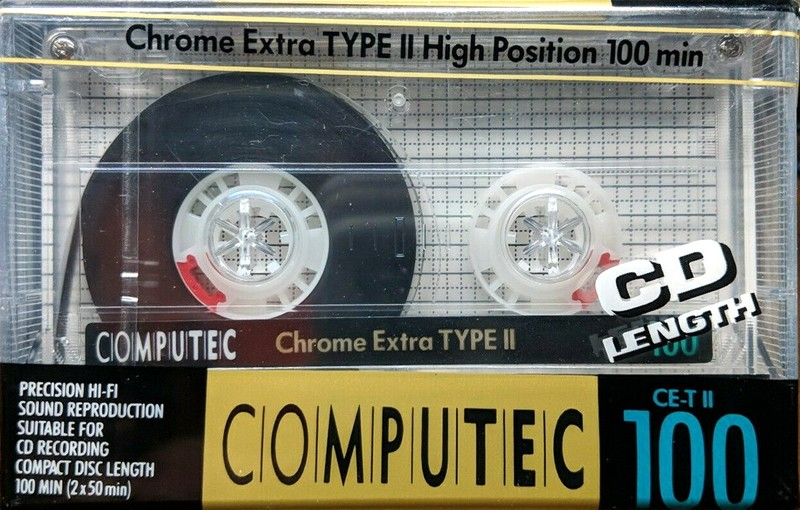 Chrome Extra TYPE II High Position 100 min
CD
LENGTH
COMPUTEC Chrome Extra TYPE II 100
PRECISION HI-FI
SOUND REPRODUCTION
SUITABLE FOR
CD RECORDING
COMPACT DISC LENGTH
100 MIN (2x50 min)
COMPUTEC
CE-T II
100